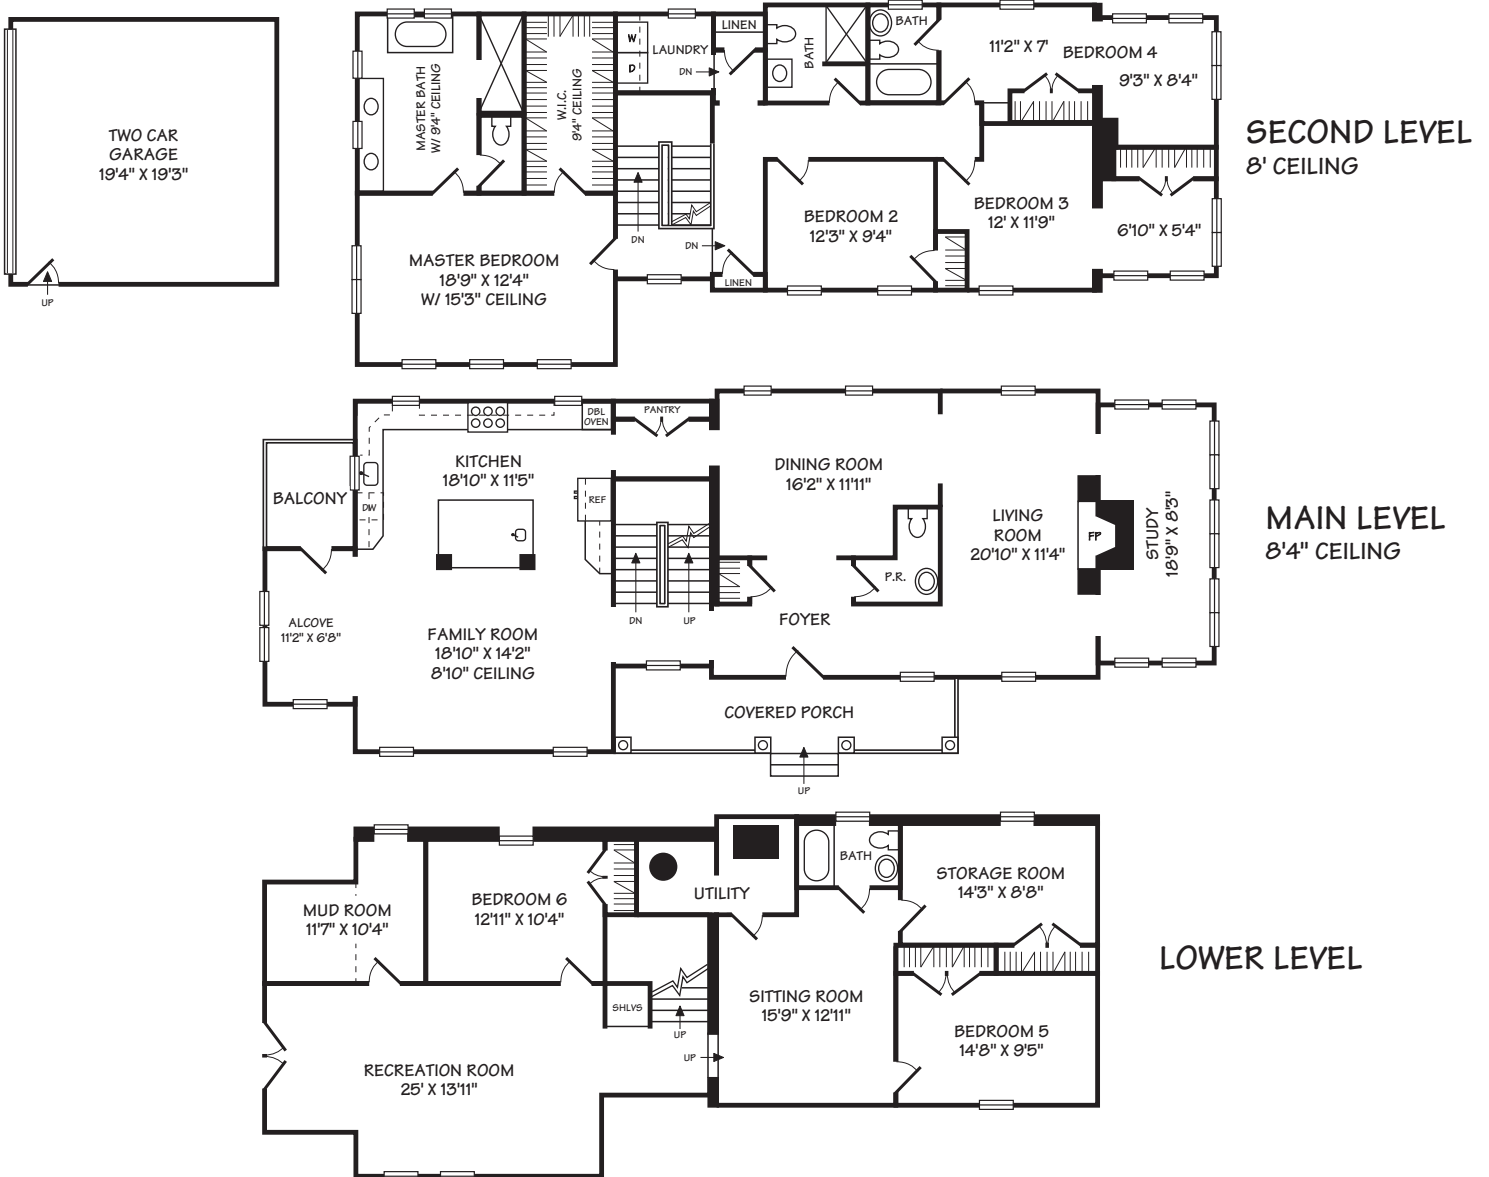 TWO CAR
GARAGE
19'4" X 19'3"
UP
SECOND LEVEL
8' CEILING
MASTER BATH
W/ 9'4" CEILING
W.I.C.
9'4" CEILING
W
D
LAUNDRY
DN
LINEN
BATH
BATH
11'2" X 7'
BEDROOM 4
9'3" X 8'4"
MASTER BEDROOM
18'9" X 12'4"
W/ 15'3" CEILING
DN
DN
LINEN
BEDROOM 2
12'3" X 9'4"
BEDROOM 3
12' X 11'9"
6'10" X 5'4"
MAIN LEVEL
8'4" CEILING
BALCONY
KITCHEN
18'10" X 11'5"
DW
DBL
OVEN
PANTRY
REF
DINING ROOM
16'2" X 11'11"
LIVING
ROOM
20'10" X 11'4"
FP
STUDY
18'9" X 8'3"
P.R.
FOYER
DN
UP
ALCOVE
11'2" X 6'8"
FAMILY ROOM
18'10" X 14'2"
8'10" CEILING
COVERED PORCH
UP
LOWER LEVEL
MUD ROOM
11'7" X 10'4"
BEDROOM 6
12'11" X 10'4"
UTILITY
BATH
STORAGE ROOM
14'3" X 8'8"
SITTING ROOM
15'9" X 12'11"
SHLVS
UP
UP
BEDROOM 5
14'8" X 9'5"
RECREATION ROOM
25' X 13'11"